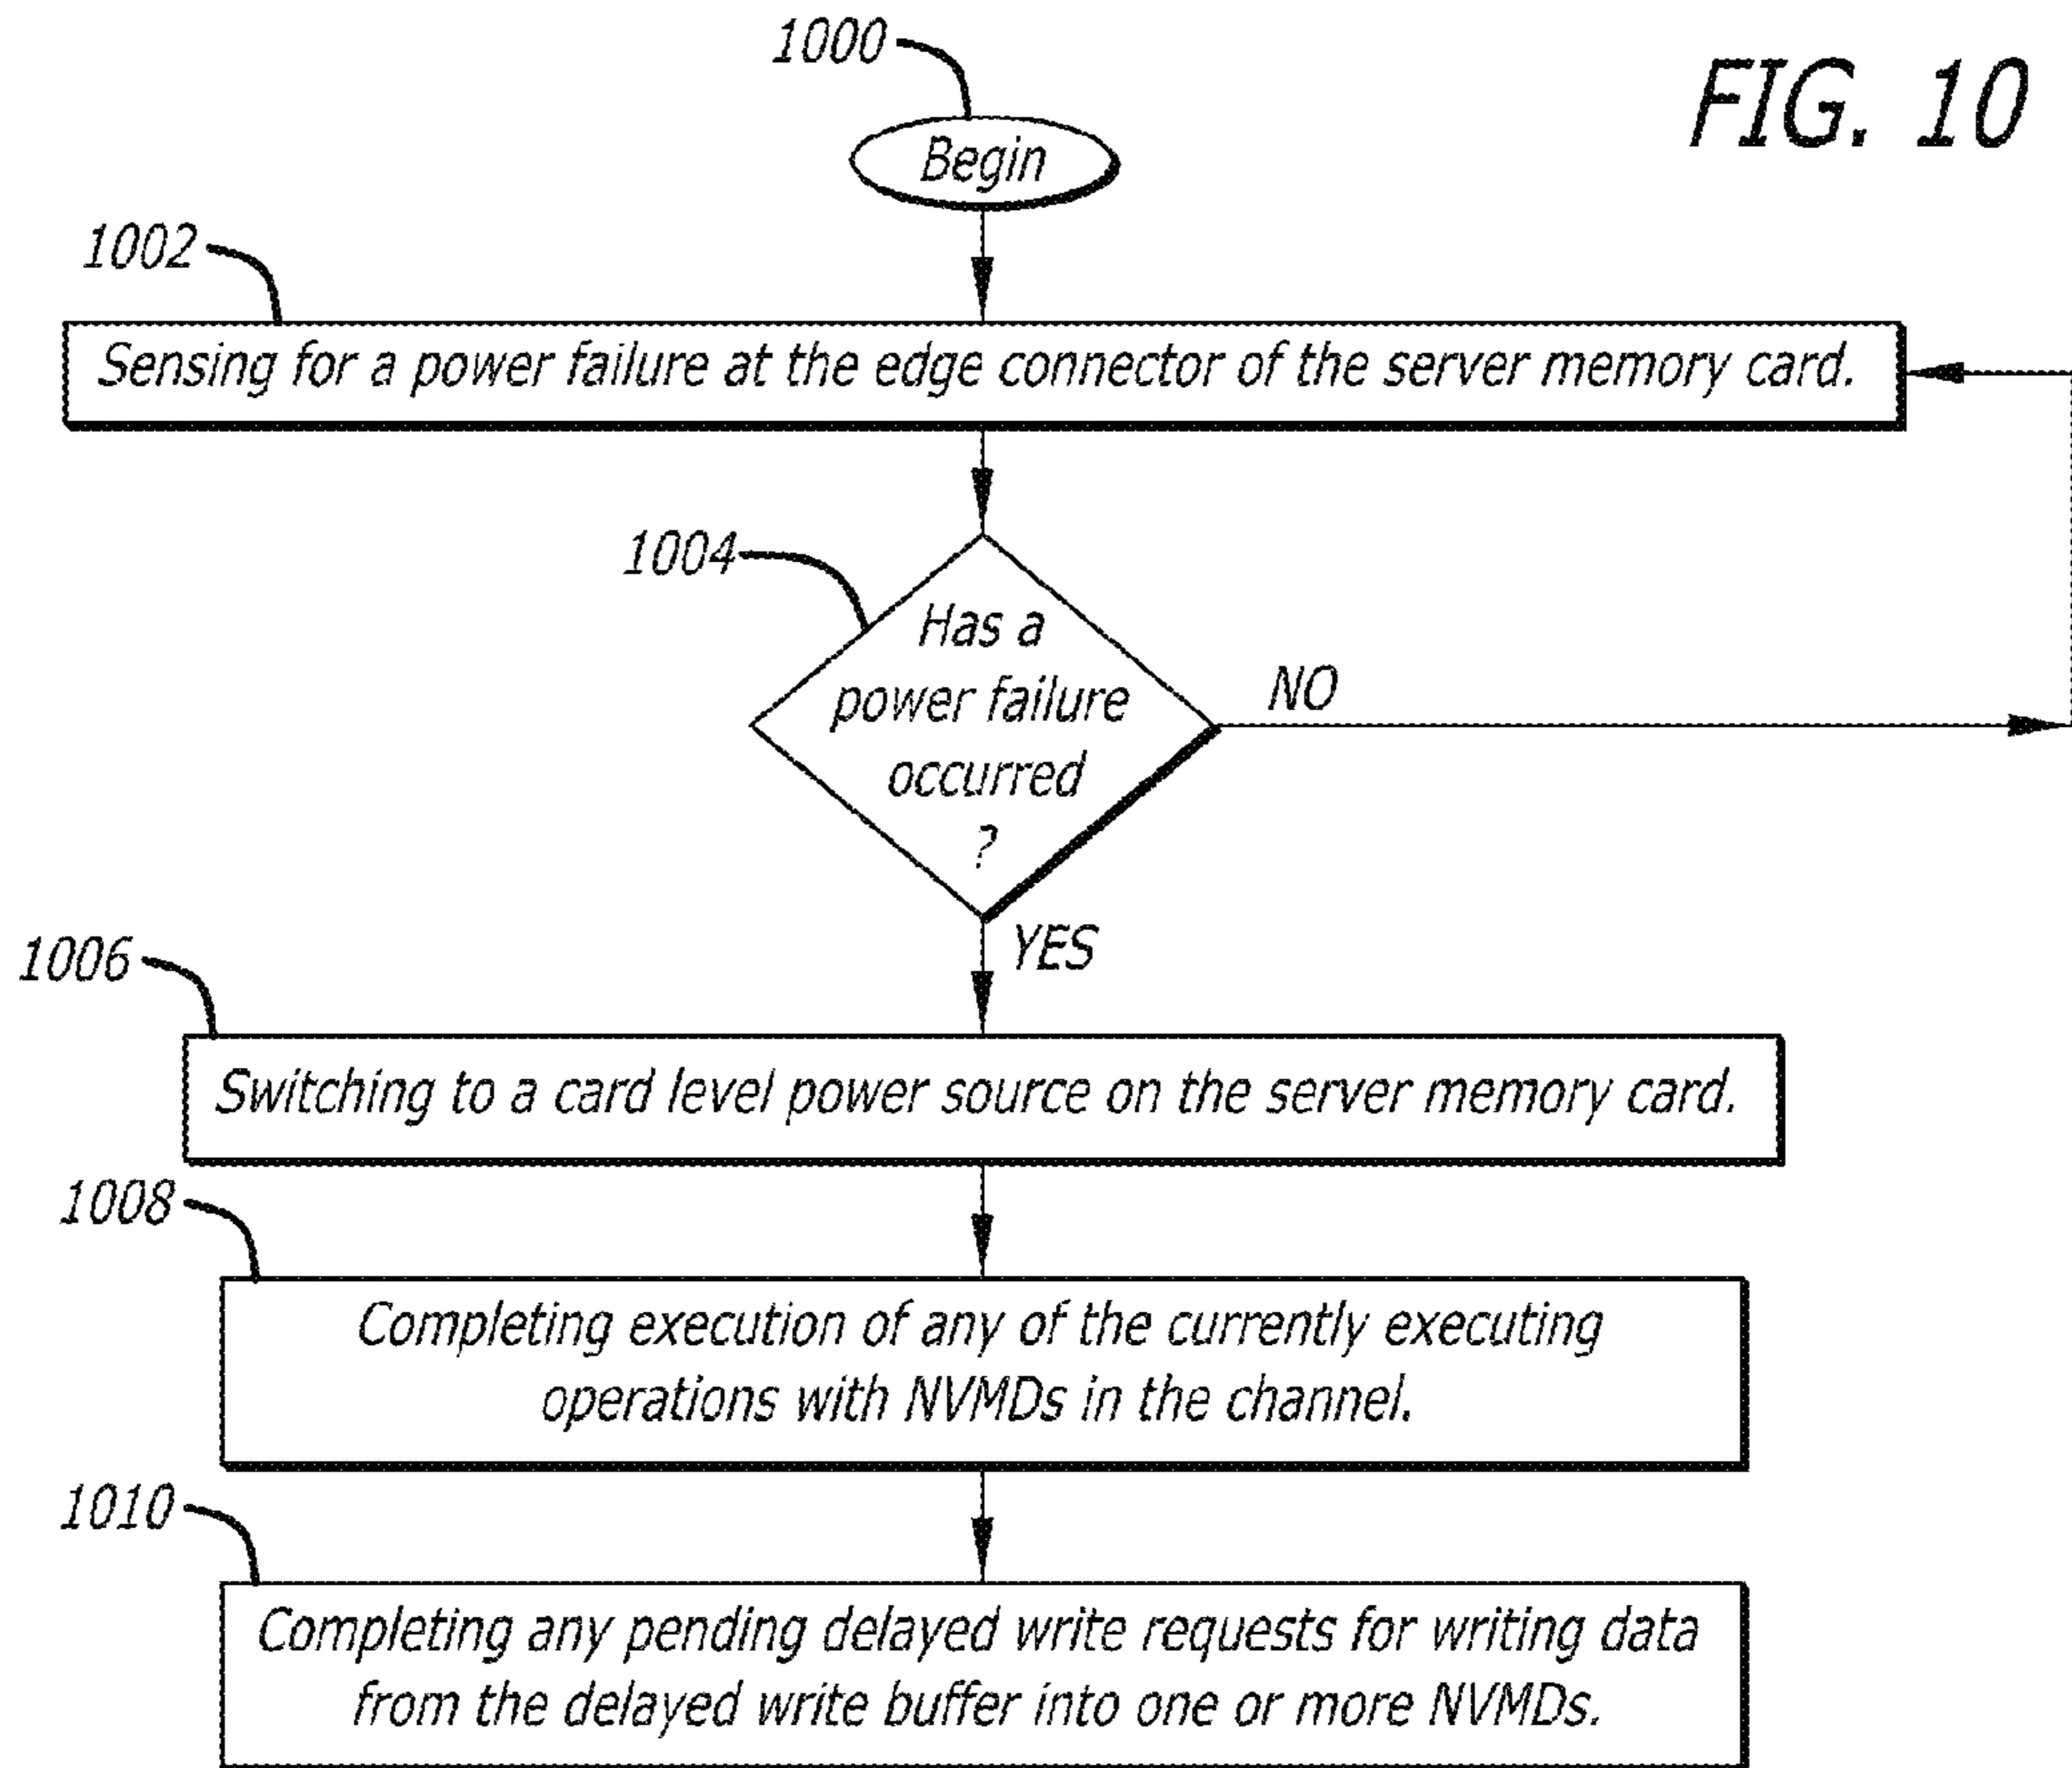 1000
FIG. 10
Begin
1002
Sensing for a power failure at the edge connector of the server memory card.
1004
Has a
power failure
occurred
?
NO
YES
1006
Switching to a card level power source on the server memory card.
1008
Completing execution of any of the currently executing
operations with NVMDs in the channel.
1010
Completing any pending delayed write requests for writing data
from the delayed write buffer into one or more NVMDs.